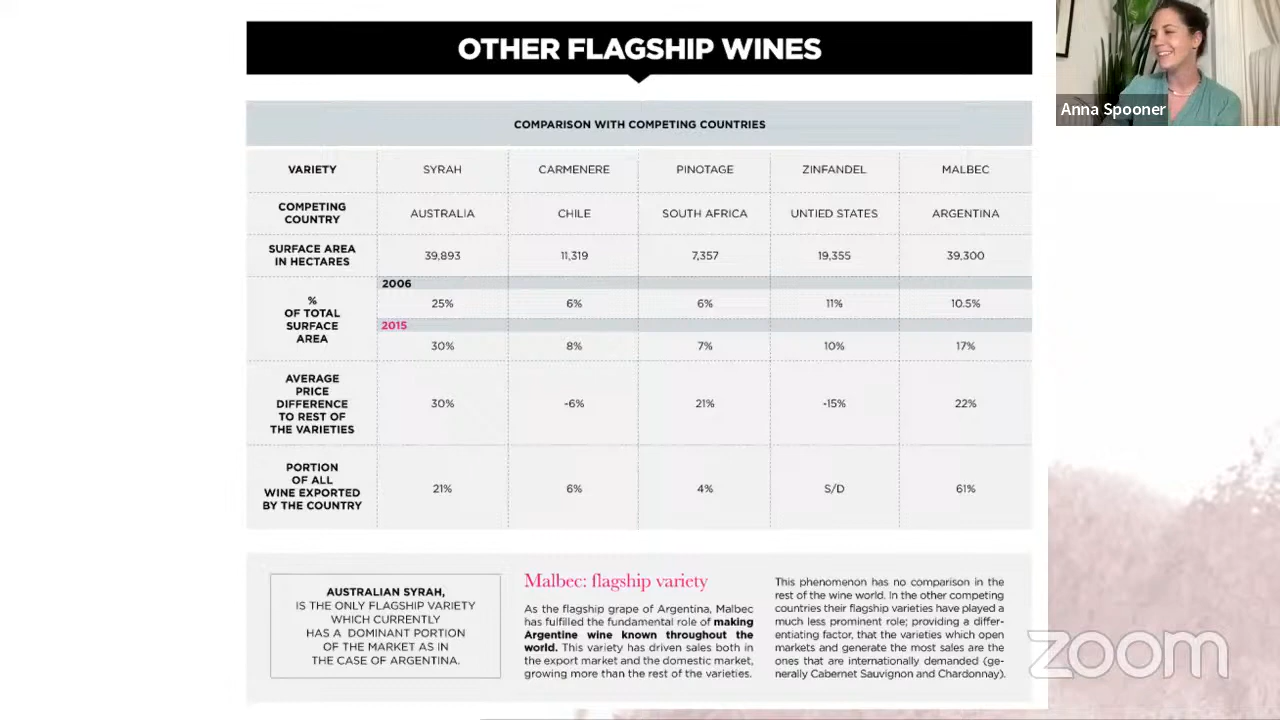 OTHER FLAGSHIP WINES
Anna Spooner
COMPARISON WITH COMPETING COUNTRIES
VARIETY SYRAH CARMENERE PINOTAGE ZINFANDEL MALBEC
COMPETING
COUNTRY
AUSTRALIA CHILE SOUTH AFRICA UNTIED STATES ARGENTINA
SURFACE AREA
IN HECTARES
39,893 11,319 7,357 19,355 39,300
%
OF TOTAL
SURFACE
AREA
2006
25% 6% 6% 11% 10.5%
2015
30% 8% 7% 10% 17%
AVERAGE
PRICE
DIFFERENCE
TO REST OF
THE VARIETIES
30% -6% 21% -15% 22%
PORTION
OF ALL
WINE EXPORTED
BY THE COUNTRY
21% 6% 4% S/D 61%
AUSTRALIAN SYRAH,
IS THE ONLY FLAGSHIP VARIETY
WHICH CURRENTLY
HAS A DOMINANT PORTION
OF THE MARKET AS IN
THE CASE OF ARGENTINA.
Malbec: flagship variety
As the flagship grape of Argentina, Malbec
has fulfilled the fundamental role of making
Argentine wine known throughout the
world. This variety has driven sales both in
the export market and the domestic market,
growing more than the rest of the varieties.
This phenomenon has no comparison in the
rest of the wine world. In the other competing
countries their flagship varieties have played a
much less prominent role; providing a differ-
entiating factor, that the varieties which open
markets and generate the most sales are the
ones that are internationally demanded (ge-
nerally Cabernet Sauvignon and Chardonnay).
zoom